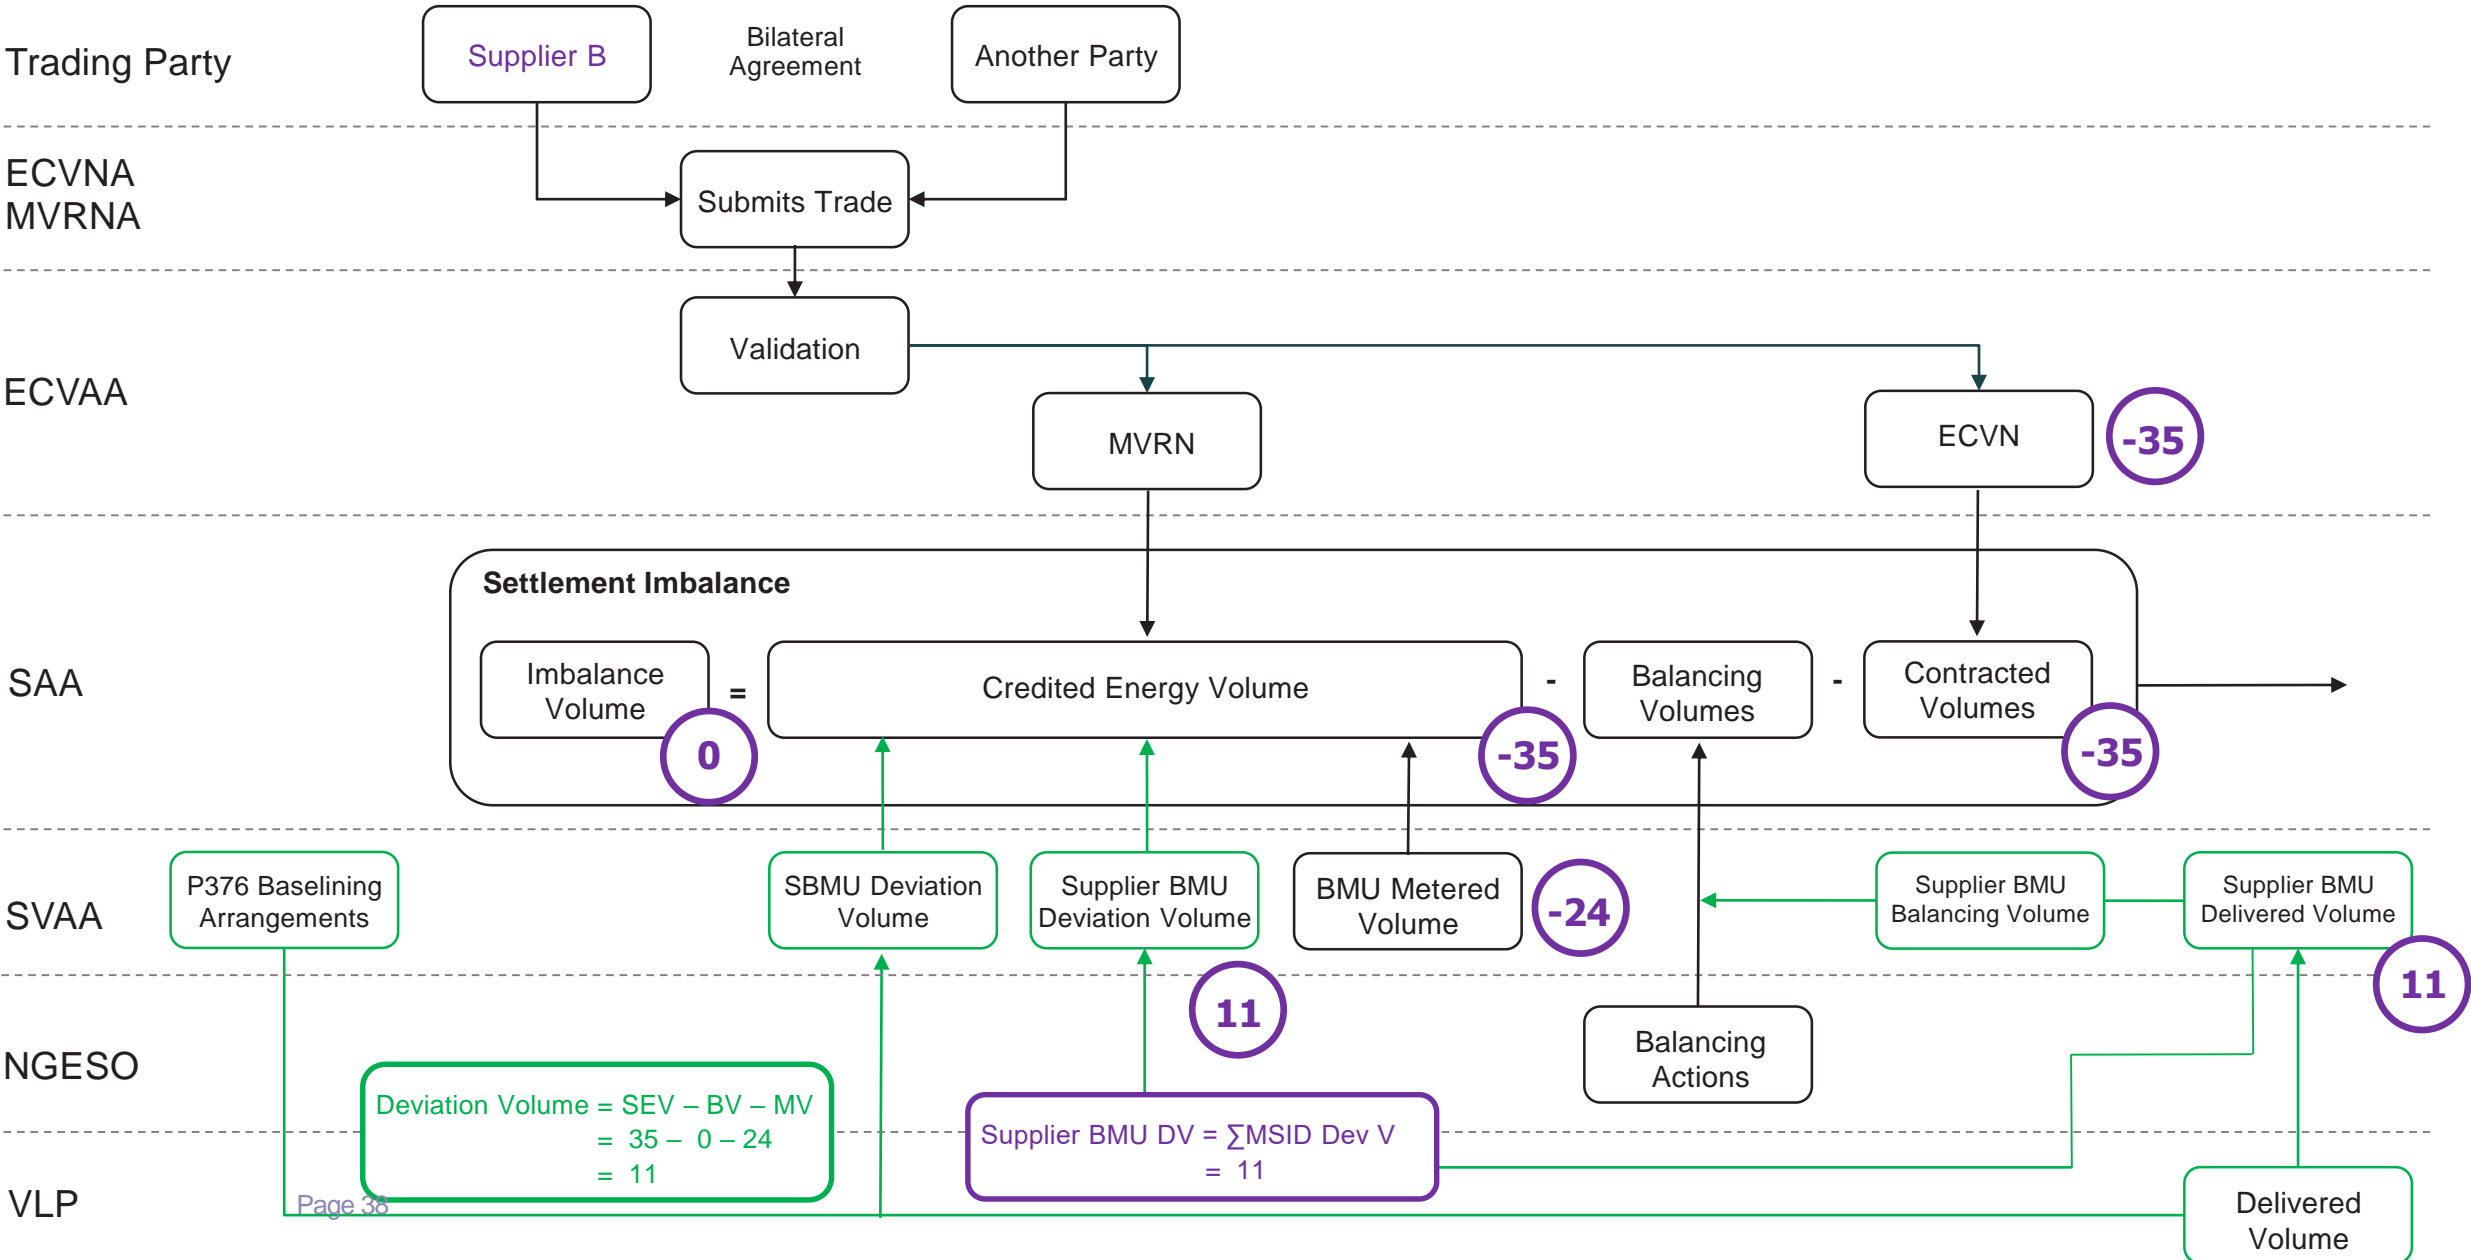 Trading Party
Supplier B
Bilateral
Agreement
Another Party
ECVNA
MVRNA
Submits Trade
ECVAA
Validation
MVRN
ECVN
-35
SAA
Settlement Imbalance
Imbalance
Volume
0
=
Credited Energy Volume
-35
-
Balancing
Volumes
-
Contracted
Volumes
-35
SVAA
P376 Baselining
Arrangements
SBMU Deviation
Volume
Supplier BMU
Deviation Volume
11
BMU Metered
Volume
-24
Supplier BMU
Balancing Volume
Supplier BMU
Delivered Volume
11
NGESO
Balancing
Actions
Deviation Volume = SEV – BV – MV
= 35 – 0 – 24
= 11
Supplier BMU DV = ∑MSID Dev V
= 11
VLP
Page 38
Delivered
Volume